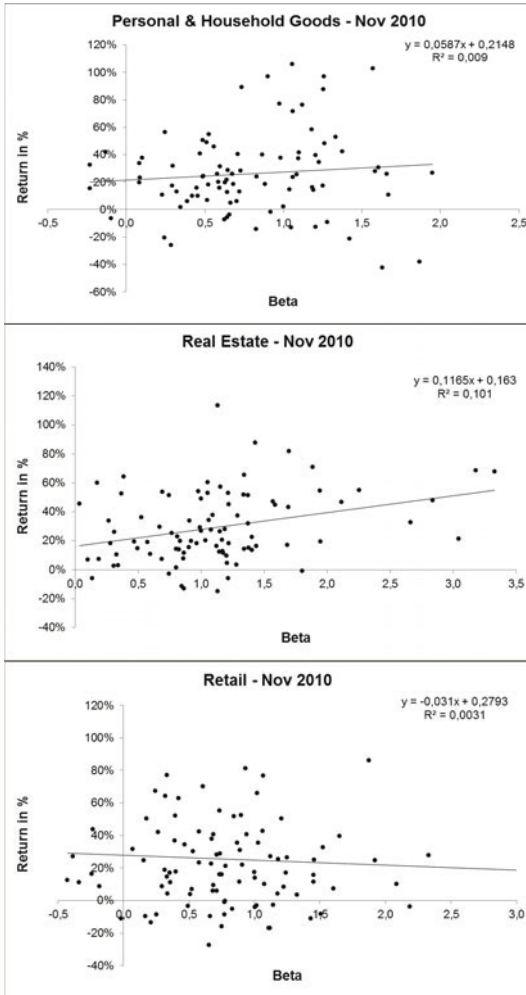 Personal & Household Goods - Nov 2010
y = 0,0587x + 0,2148
R² = 0,009
120%
100%
80%
60%
40%
20%
0%
-20%
-40%
-60%
-0,5 0,0 0,5 1,0 1,5 2,0 2,5
Return in %
Beta
Real Estate - Nov 2010
y = 0,1165x + 0,163
R² = 0,101
140%
120%
100%
80%
60%
40%
20%
0%
-20%
-40%
0,0 0,5 1,0 1,5 2,0 2,5 3,0 3,5
Return in %
Beta
Retail - Nov 2010
y = -0,031x + 0,2793
R² = 0,0031
120%
100%
80%
60%
40%
20%
0%
-20%
-40%
-0,5 0,0 0,5 1,0 1,5 2,0 2,5 3,0
Return in %
Beta